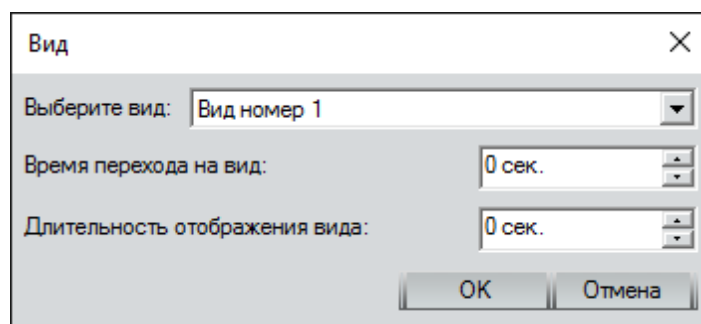 Вид
Выберите вид: Вид номер 1
Время перехода на вид: 0 сек.
Длительность отображения вида: 0 сек.
OK Отмена